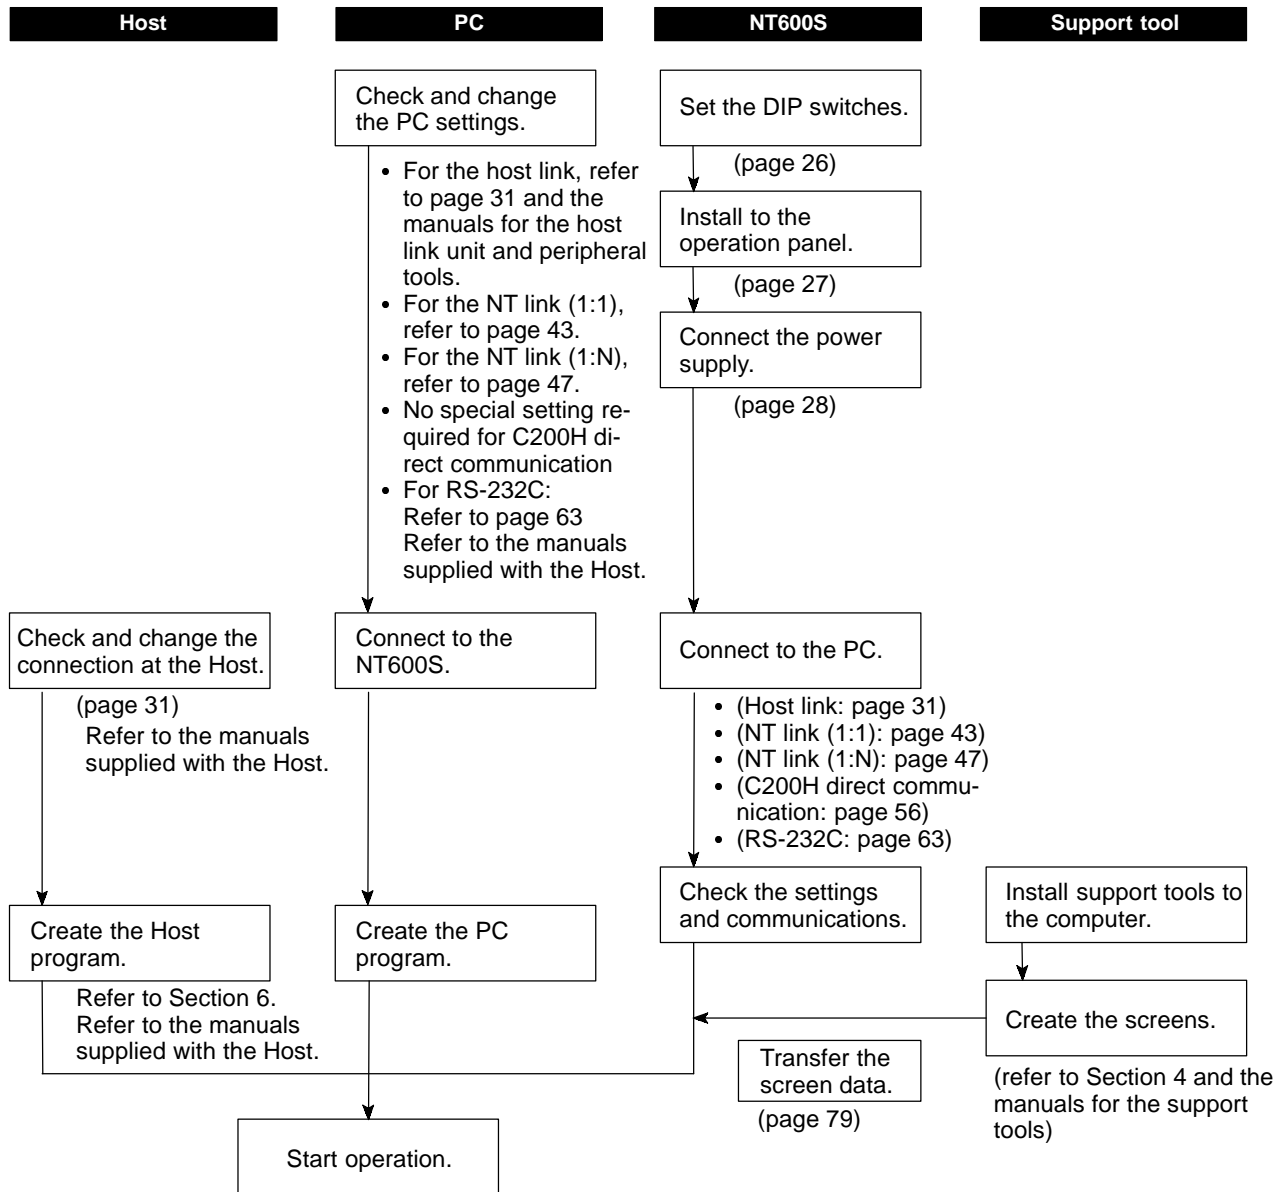 Host
PC
NT600S
Support tool
Check and change
the PC settings.
• For the host link, refer
to page 31 and the
manuals for the host
link unit and peripheral
tools.
• For the NT link (1:1),
refer to page 43.
• For the NT link (1:N),
refer to page 47.
• No special setting re-
quired for C200H di-
rect communication
• For RS-232C:
Refer to page 63
Refer to the manuals
supplied with the Host.
Set the DIP switches.
(page 26)
Install to the
operation panel.
(page 27)
Connect the power
supply.
(page 28)
Check and change the
connection at the Host.
(page 31)
Refer to the manuals
supplied with the Host.
Connect to the
NT600S.
Connect to the PC.
• (Host link: page 31)
• (NT link (1:1): page 43)
• (NT link (1:N): page 47)
• (C200H direct commu-
nication: page 56)
• (RS-232C: page 63)
Create the Host
program.
Refer to Section 6.
Refer to the manuals
supplied with the Host.
Create the PC
program.
Check the settings
and communications.
Install support tools to
the computer.
Create the screens.
(refer to Section 4 and the
manuals for the support
tools)
Transfer the
screen data.
(page 79)
Start operation.